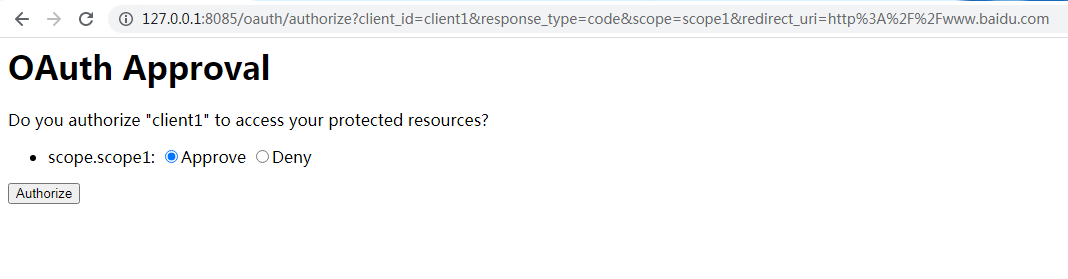 127.0.0.1:8085/oauth/authorize?client_id=client1&response_type=code&scope=scope1&redirect_uri=http%3A%2F%2Fwww.baidu.com
OAuth Approval
Do you authorize "client1" to access your protected resources?
scope.scope1: Approve Deny
Authorize